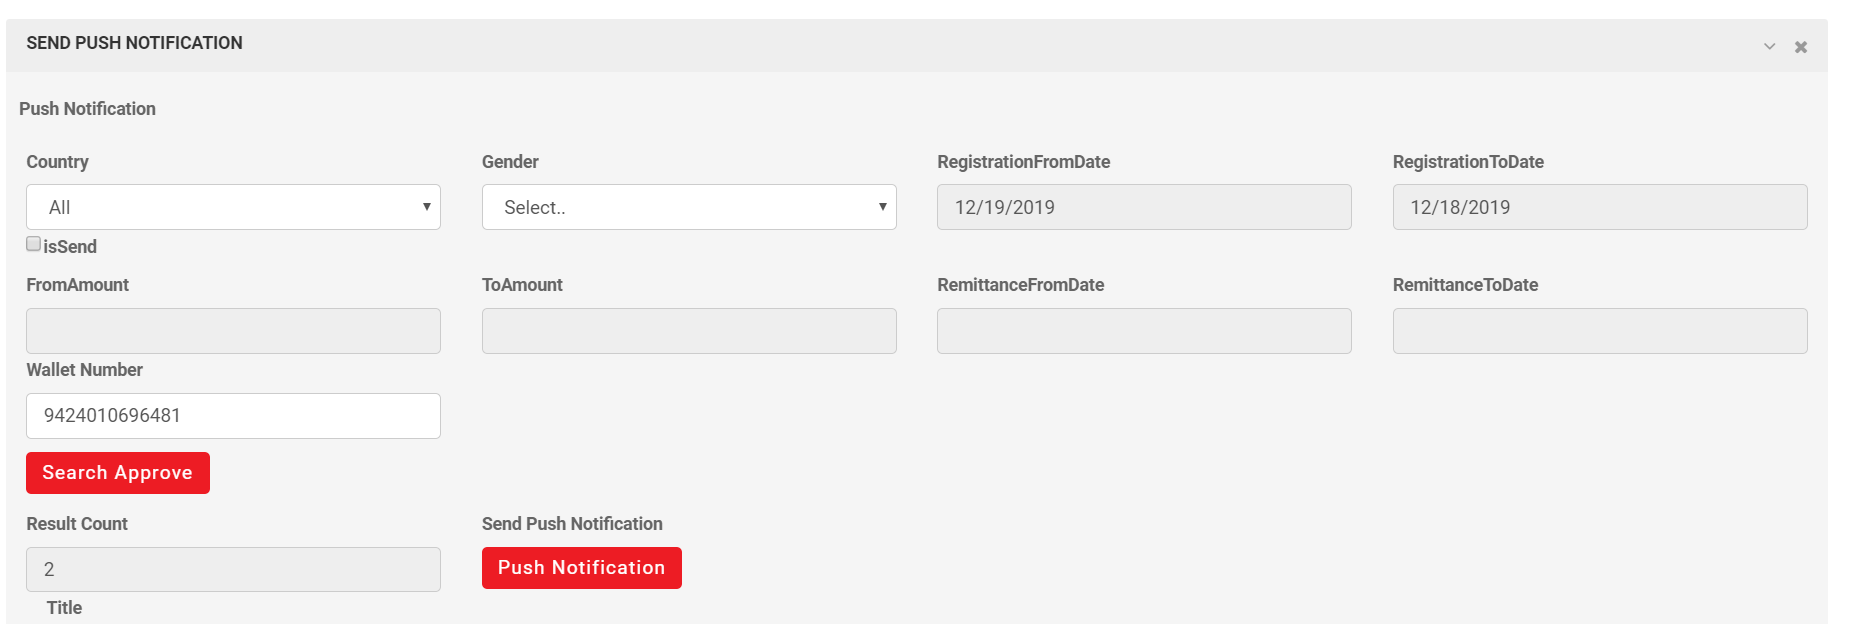 SEND PUSH NOTIFICATION
Push Notification
Country Gender RegistrationFromDate RegistrationToDate
All Select.. 12/19/2019 12/18/2019
isSend
FromAmount ToAmount RemittanceFromDate RemittanceToDate
Wallet Number
9424010696481
Search Approve
Result Count Send Push Notification
2 Push Notification
Title